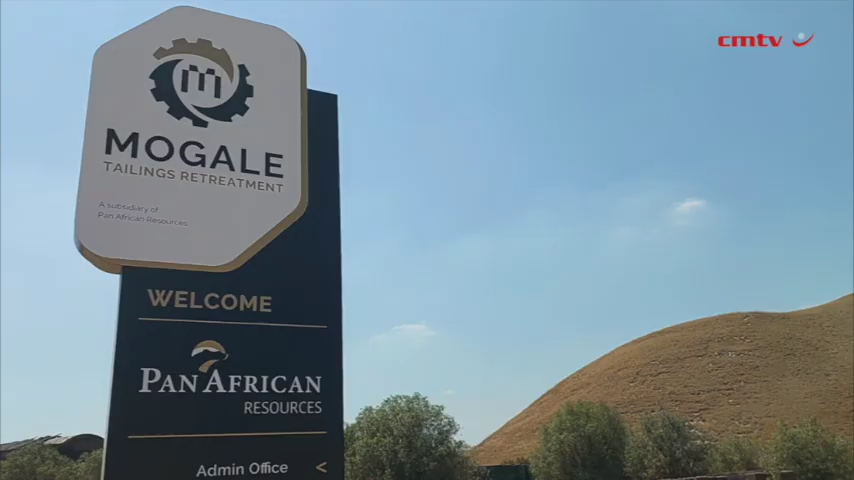 cmtv
M
MOGALE
TAILINGS RETREATMENT
A subsidiary of
Pan African Resources
WELCOME
PAN AFRICAN
RESOURCES
Admin Office <